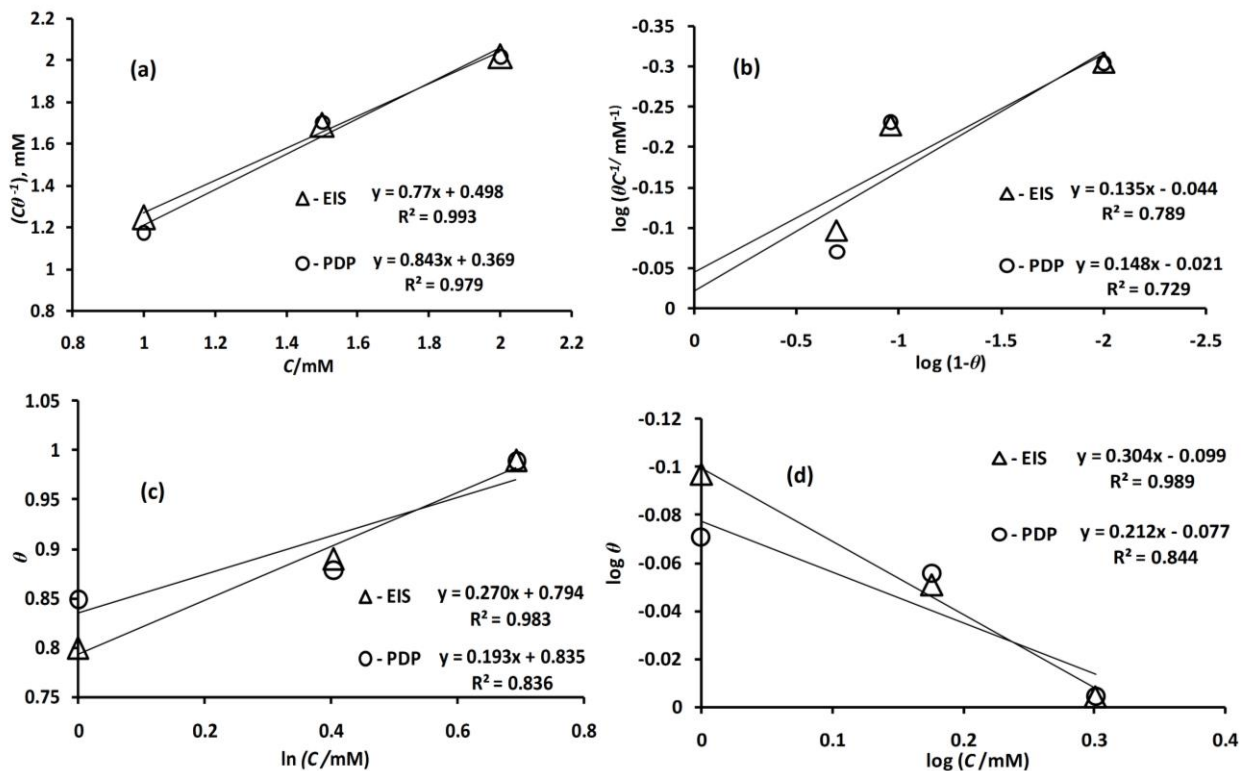 (a)
(Cθ⁻¹), mM
2.2
2
1.8
1.6
1.4
1.2
1
0.8
△ - EIS y = 0.77x + 0.498
R² = 0.993
○ - PDP y = 0.843x + 0.369
R² = 0.979
0.8 1 1.2 1.4 1.6 1.8 2 2.2
C/mM
(b)
log (θC⁻¹/ mM⁻¹)
-0.35
-0.3
-0.25
-0.2
-0.15
-0.1
-0.05
0
△ - EIS y = 0.135x - 0.044
R² = 0.789
○ - PDP y = 0.148x - 0.021
R² = 0.729
0 -0.5 -1 -1.5 -2 -2.5
log (1-θ)
(c)
θ
1.05
1
0.95
0.9
0.85
0.8
0.75
△ - EIS y = 0.270x + 0.794
R² = 0.983
○ - PDP y = 0.193x + 0.835
R² = 0.836
0 0.2 0.4 0.6 0.8
ln (C/mM)
(d)
log θ
-0.12
-0.1
-0.08
-0.06
-0.04
-0.02
0
△ - EIS y = 0.304x - 0.099
R² = 0.989
○ - PDP y = 0.212x - 0.077
R² = 0.844
0 0.1 0.2 0.3 0.4
log (C/mM)